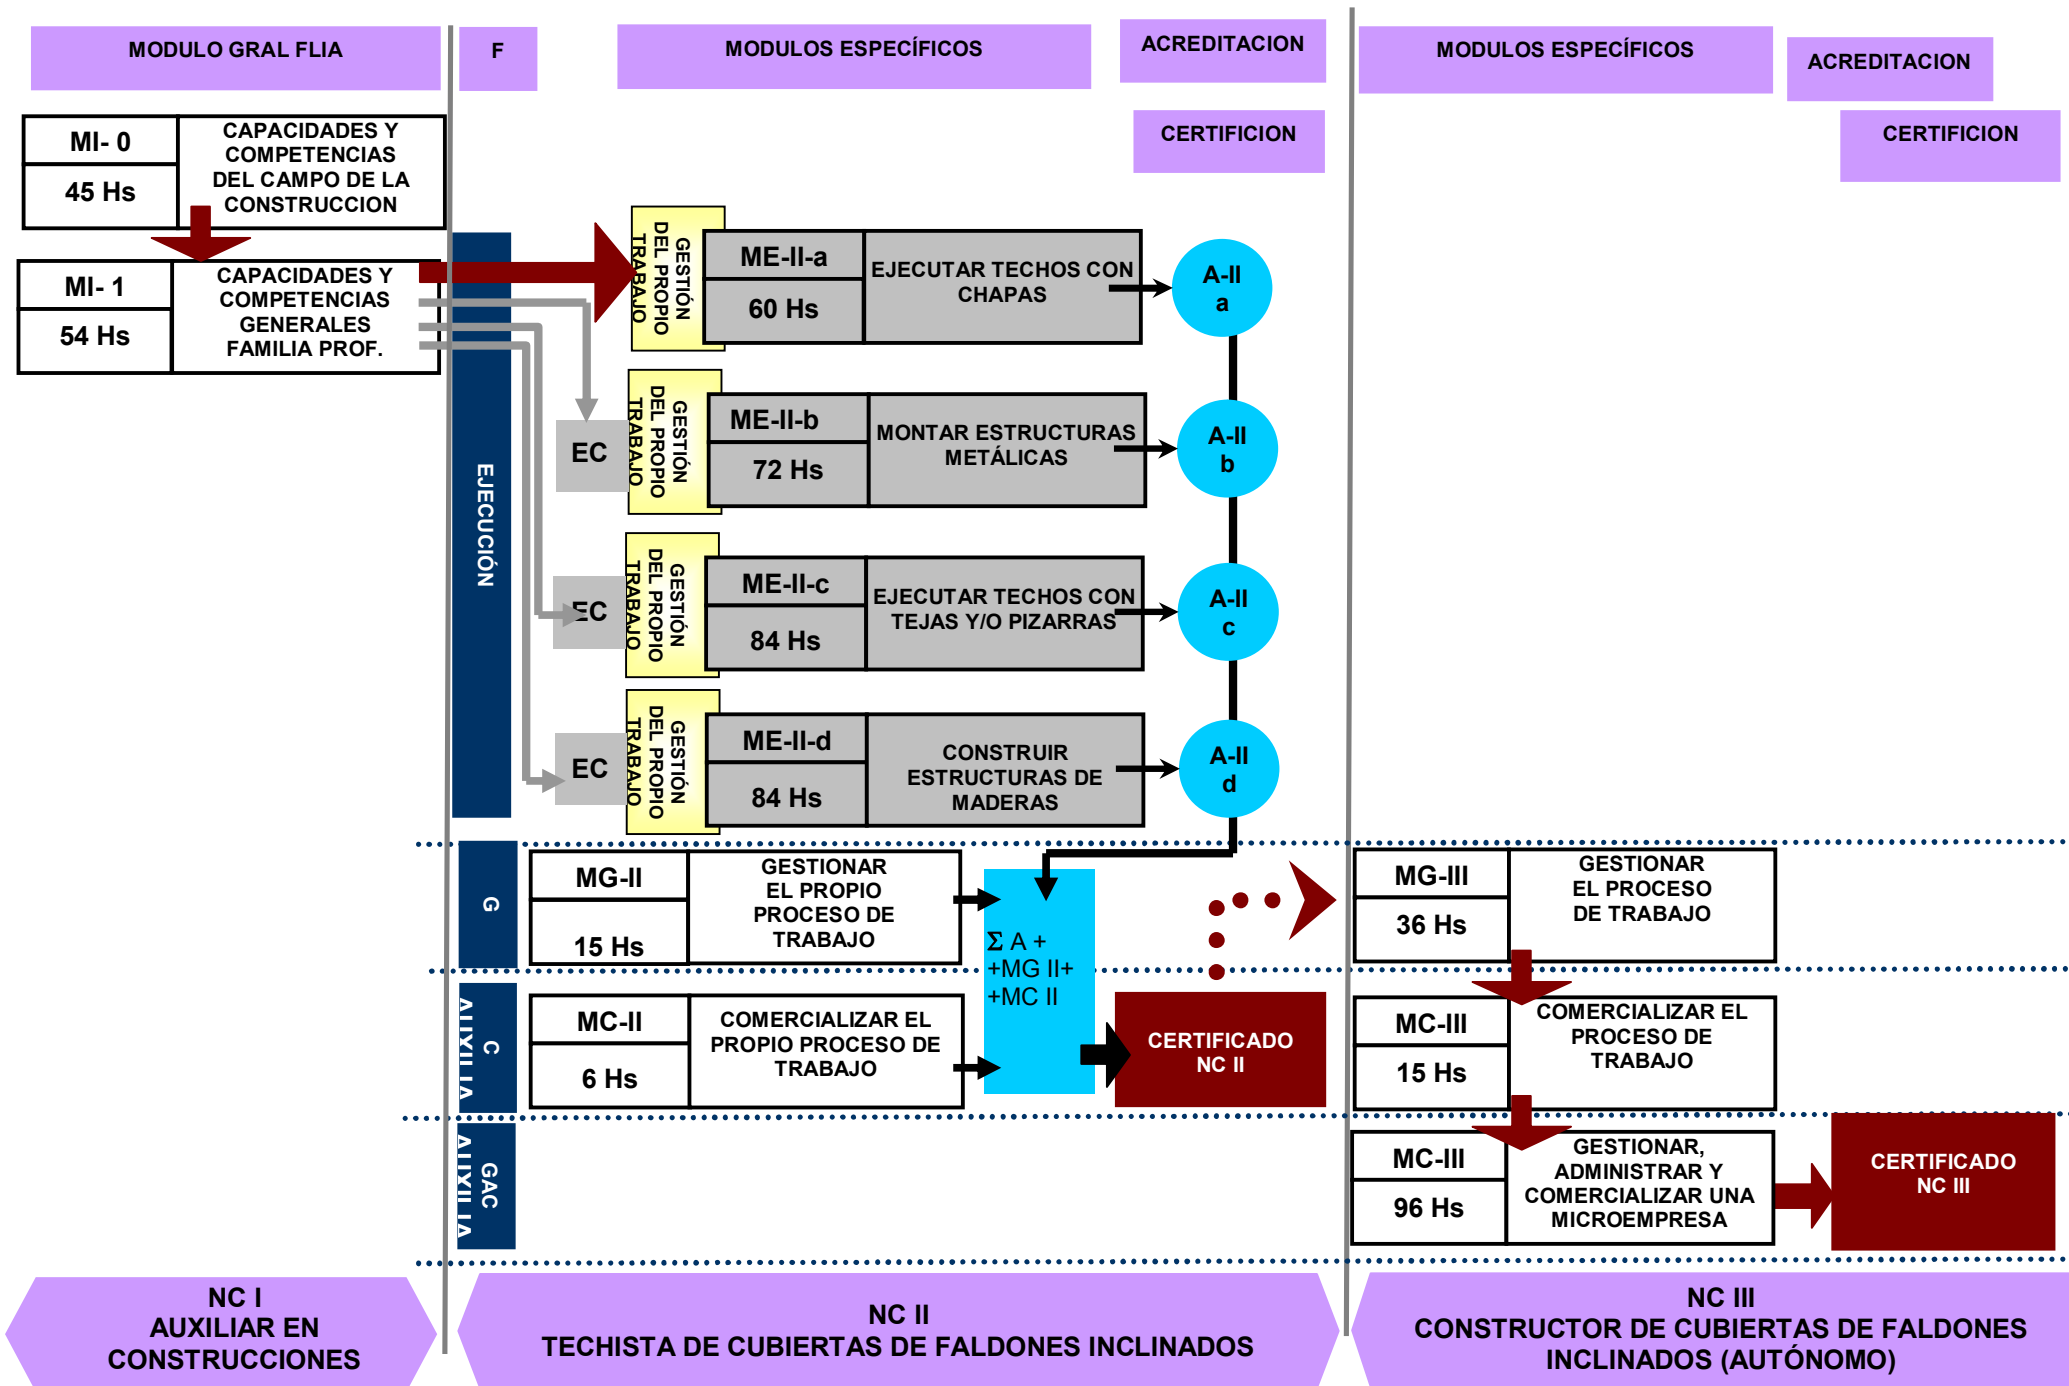 MODULO GRAL FLIA
F
MODULOS ESPECÍFICOS
ACREDITACION
CERTIFICION
MODULOS ESPECÍFICOS
ACREDITACION
CERTIFICION
MI- 0
45 Hs
CAPACIDADES Y
COMPETENCIAS
DEL CAMPO DE LA
CONSTRUCCION
MI- 1
54 Hs
CAPACIDADES Y
COMPETENCIAS
GENERALES
FAMILIA PROF.
EJECUCIÓN
GESTIÓN
DEL PROPIO
TRABAJO
ME-II-a
60 Hs
EJECUTAR TECHOS CON
CHAPAS
A-II
a
EC
GESTIÓN
DEL PROPIO
TRABAJO
ME-II-b
72 Hs
MONTAR ESTRUCTURAS
METÁLICAS
A-II
b
EC
GESTIÓN
DEL PROPIO
TRABAJO
ME-II-c
84 Hs
EJECUTAR TECHOS CON
TEJAS Y/O PIZARRAS
A-II
c
EC
GESTIÓN
DEL PROPIO
TRABAJO
ME-II-d
84 Hs
CONSTRUIR
ESTRUCTURAS DE
MADERAS
A-II
d
G
MG-II
15 Hs
GESTIONAR
EL PROPIO
PROCESO DE
TRABAJO
Σ A +
+MG II+
+MC II
MG-III
36 Hs
GESTIONAR
EL PROCESO
DE TRABAJO
C
MC-II
6 Hs
COMERCIALIZAR EL
PROPIO PROCESO DE
TRABAJO
CERTIFICADO
NC II
MC-III
15 Hs
COMERCIALIZAR EL
PROCESO DE
TRABAJO
GAC
MC-III
96 Hs
GESTIONAR,
ADMINISTRAR Y
COMERCIALIZAR UNA
MICROEMPRESA
CERTIFICADO
NC III
NC I
AUXILIAR EN
CONSTRUCCIONES
NC II
TECHISTA DE CUBIERTAS DE FALDONES INCLINADOS
NC III
CONSTRUCTOR DE CUBIERTAS DE FALDONES
INCLINADOS (AUTÓNOMO)